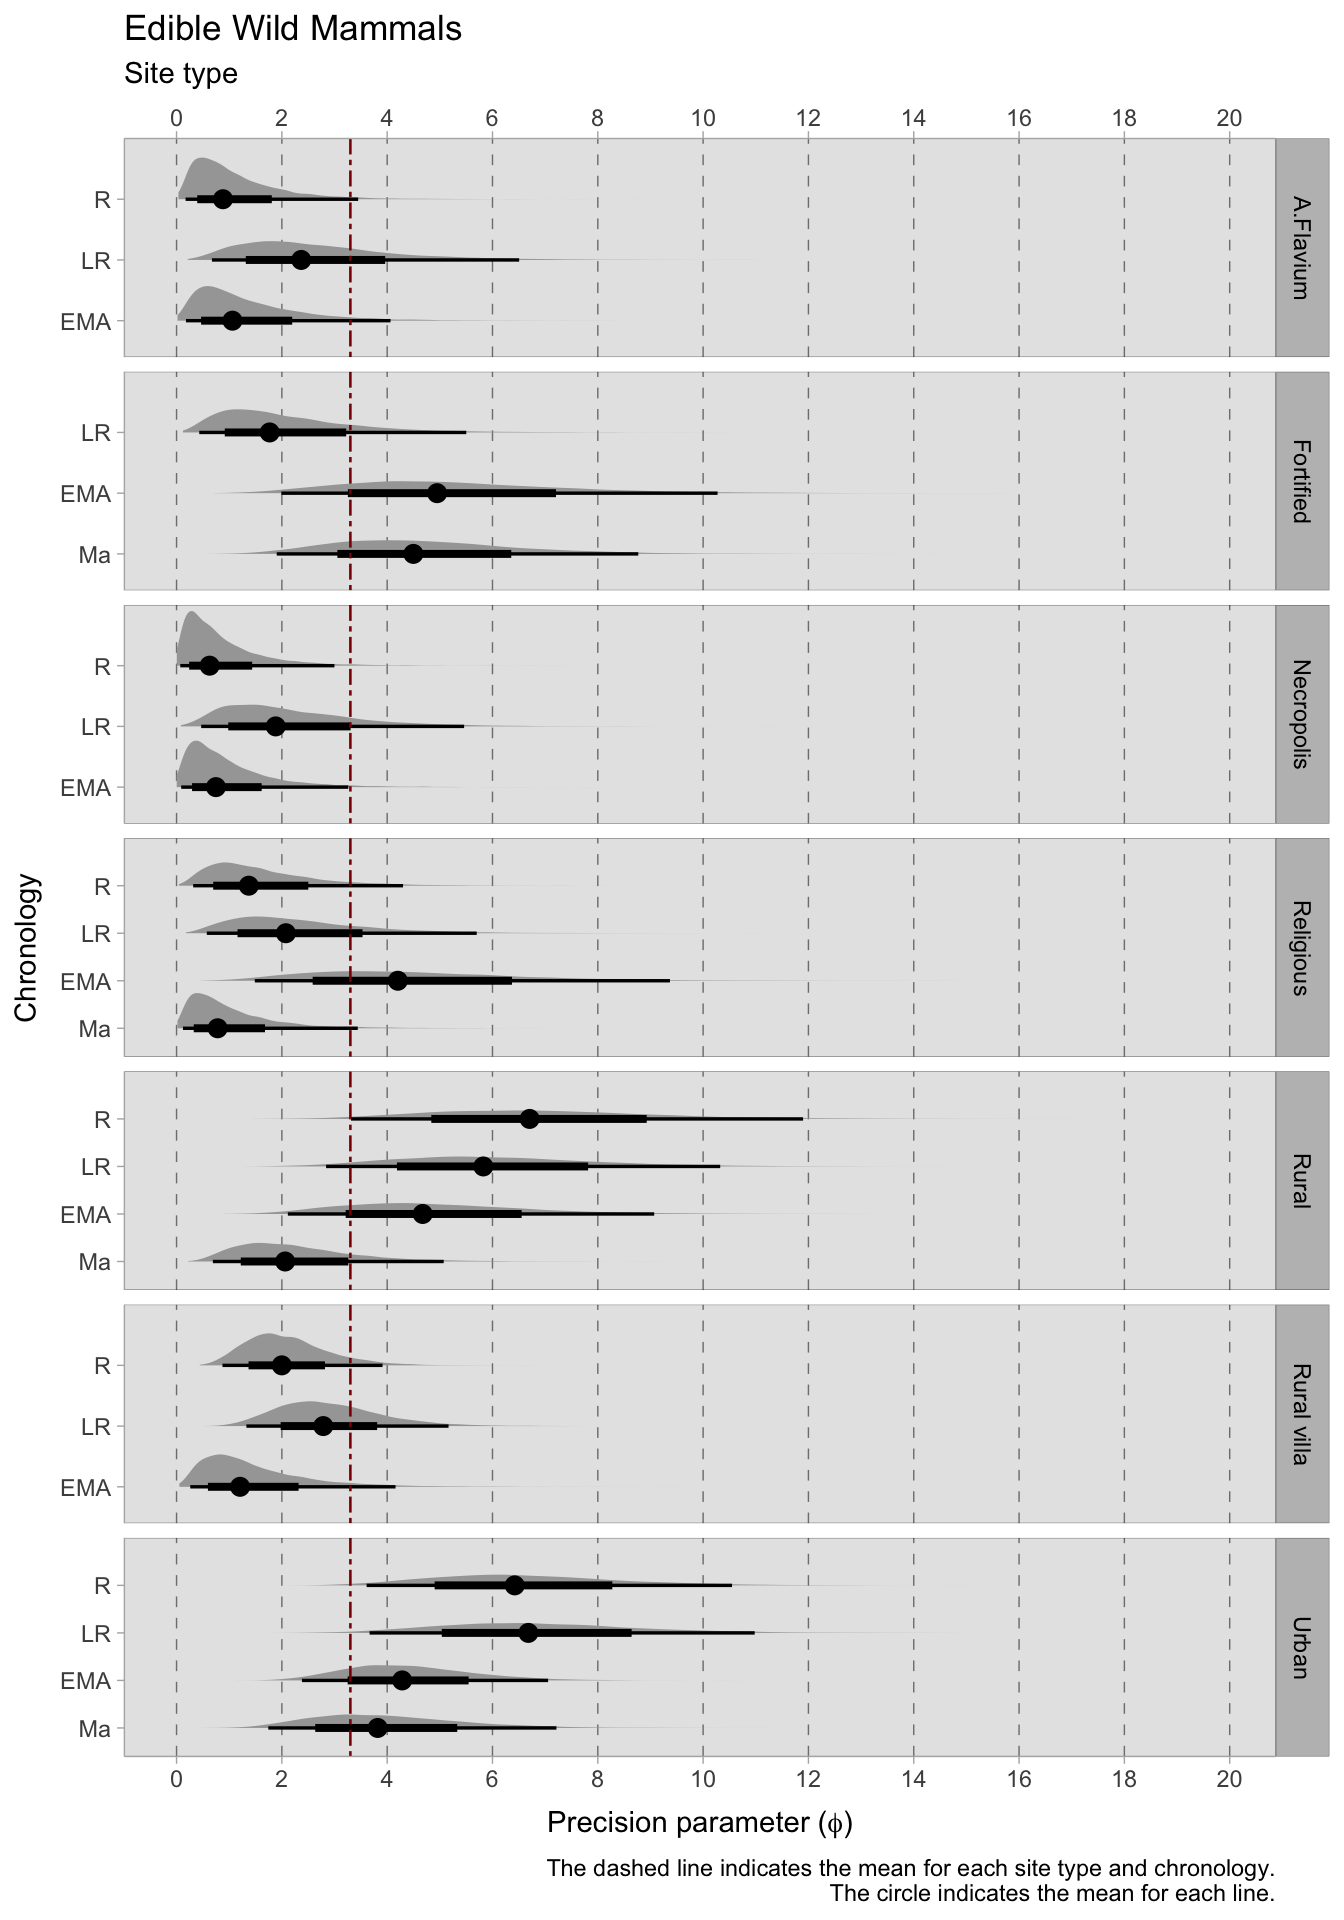 Edible Wild Mammals
Site type
0 2 4 6 8 10 12 14 16 18 20
R
LR
EMA
A.Flavium
LR
EMA
Ma
Fortified
R
LR
EMA
Necropolis
Chronology
R
LR
EMA
Ma
Religious
R
LR
EMA
Ma
Rural
R
LR
EMA
Rural villa
R
LR
EMA
Ma
Urban
0 2 4 6 8 10 12 14 16 18 20
Precision parameter (ϕ)
The dashed line indicates the mean for each site type and chronology.
The circle indicates the mean for each line.